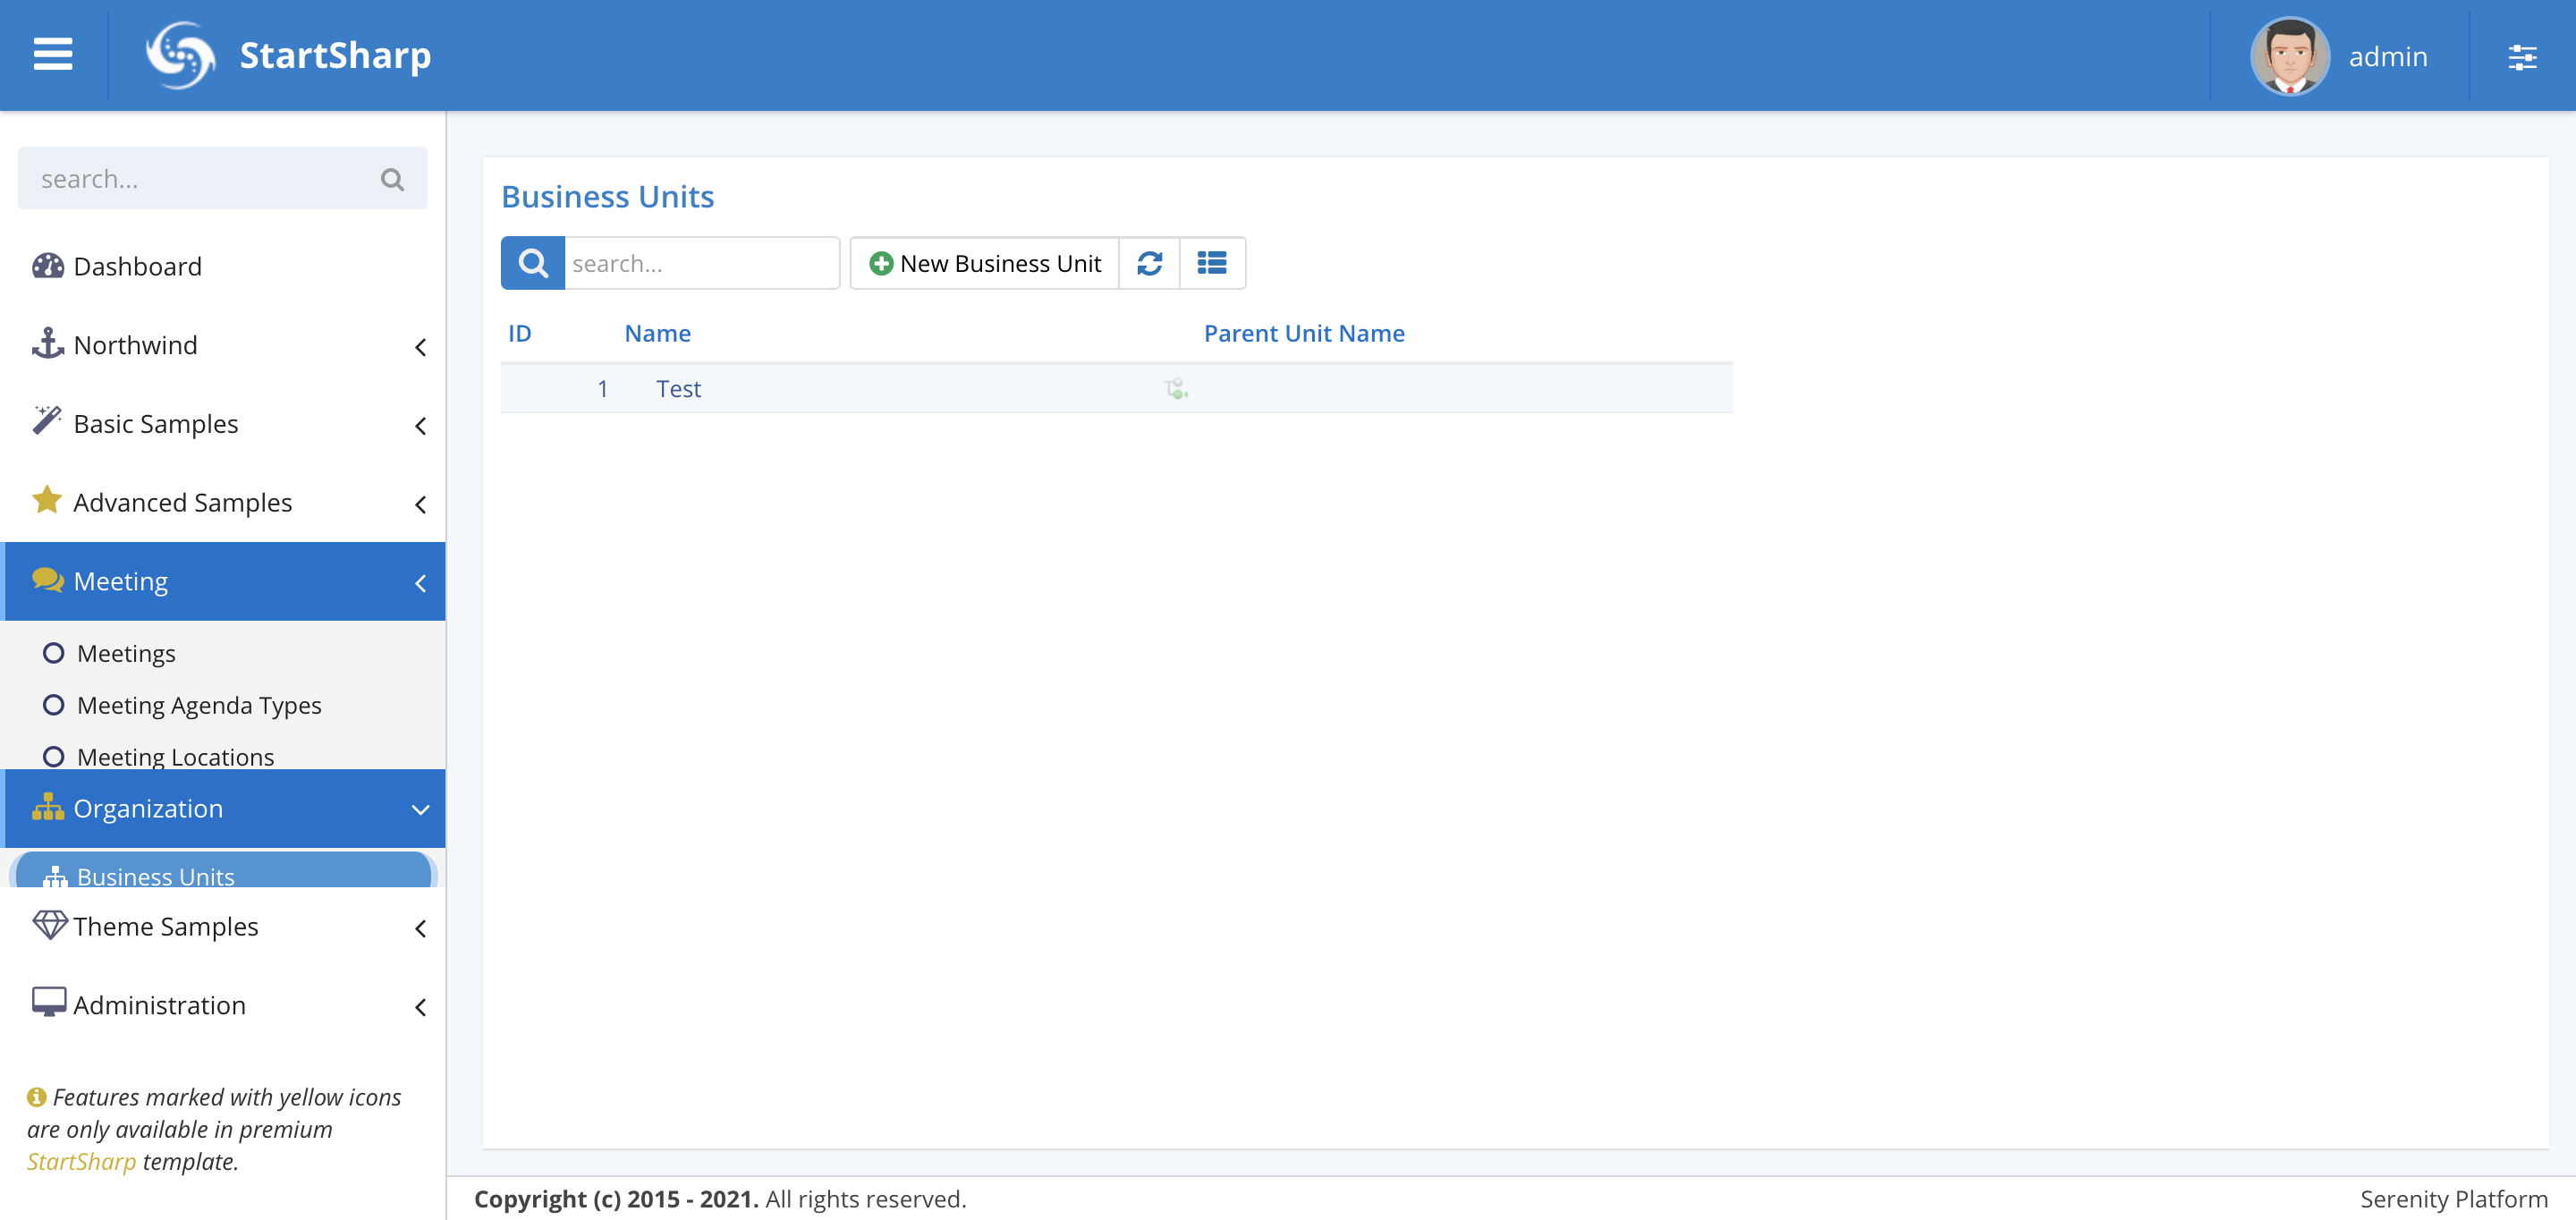 StartSharp
admin
search...
Dashboard
Northwind
Basic Samples
Advanced Samples
Meeting
Meetings
Meeting Agenda Types
Meeting Locations
Organization
Business Units
Theme Samples
Administration
Features marked with yellow icons
are only available in premium
StartSharp template.
Business Units
search...
New Business Unit
ID Name Parent Unit Name
1 Test
Copyright (c) 2015 - 2021. All rights reserved.
Serenity Platform